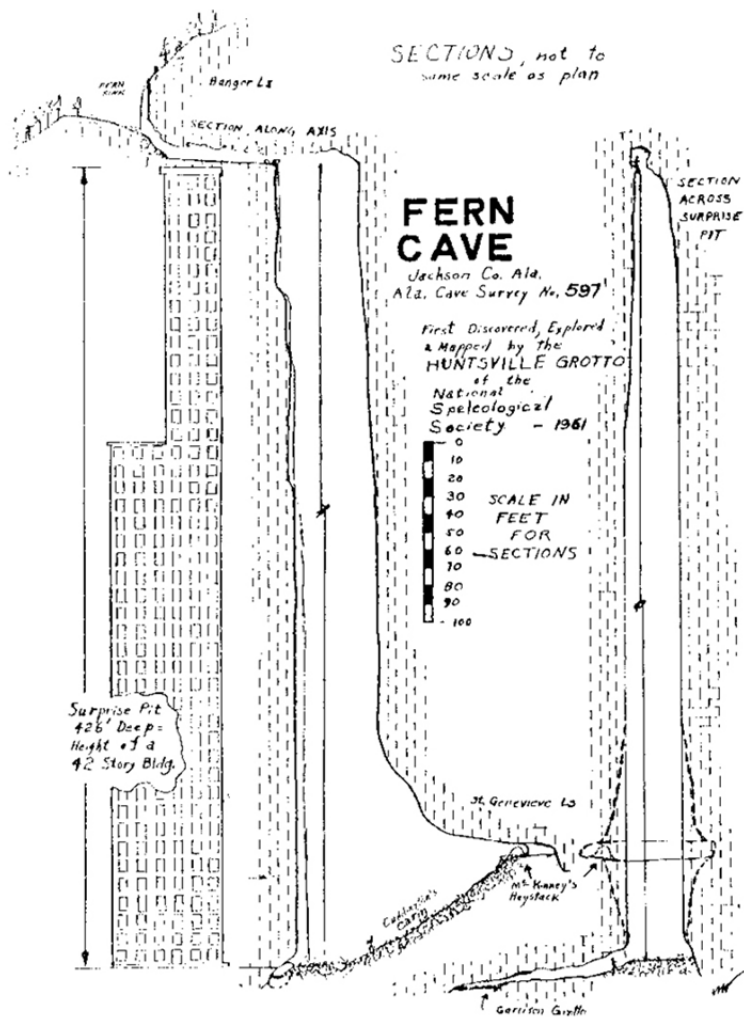 SECTIONS, not to
same scale as plan
FERN
SINK
Bangor Ls
SECTION ALONG AXIS
SECTION
ACROSS
SURPRISE
PIT
FERN
CAVE
Jackson Co. Ala.
Ala. Cave Survey No. 597
First Discovered, Explored
& Mapped by the
HUNTSVILLE GROTTO
of the
National
Speleological
Society - 1961
0
10
20
30
40
50
60
70
80
90
100
SCALE IN
FEET
FOR
SECTIONS
Surprise Pit
426' Deep=
Height of a
42 Story Bldg.
St. Genevieve Ls
McKinney's
Haystack
Cairn
Garrison Grotto